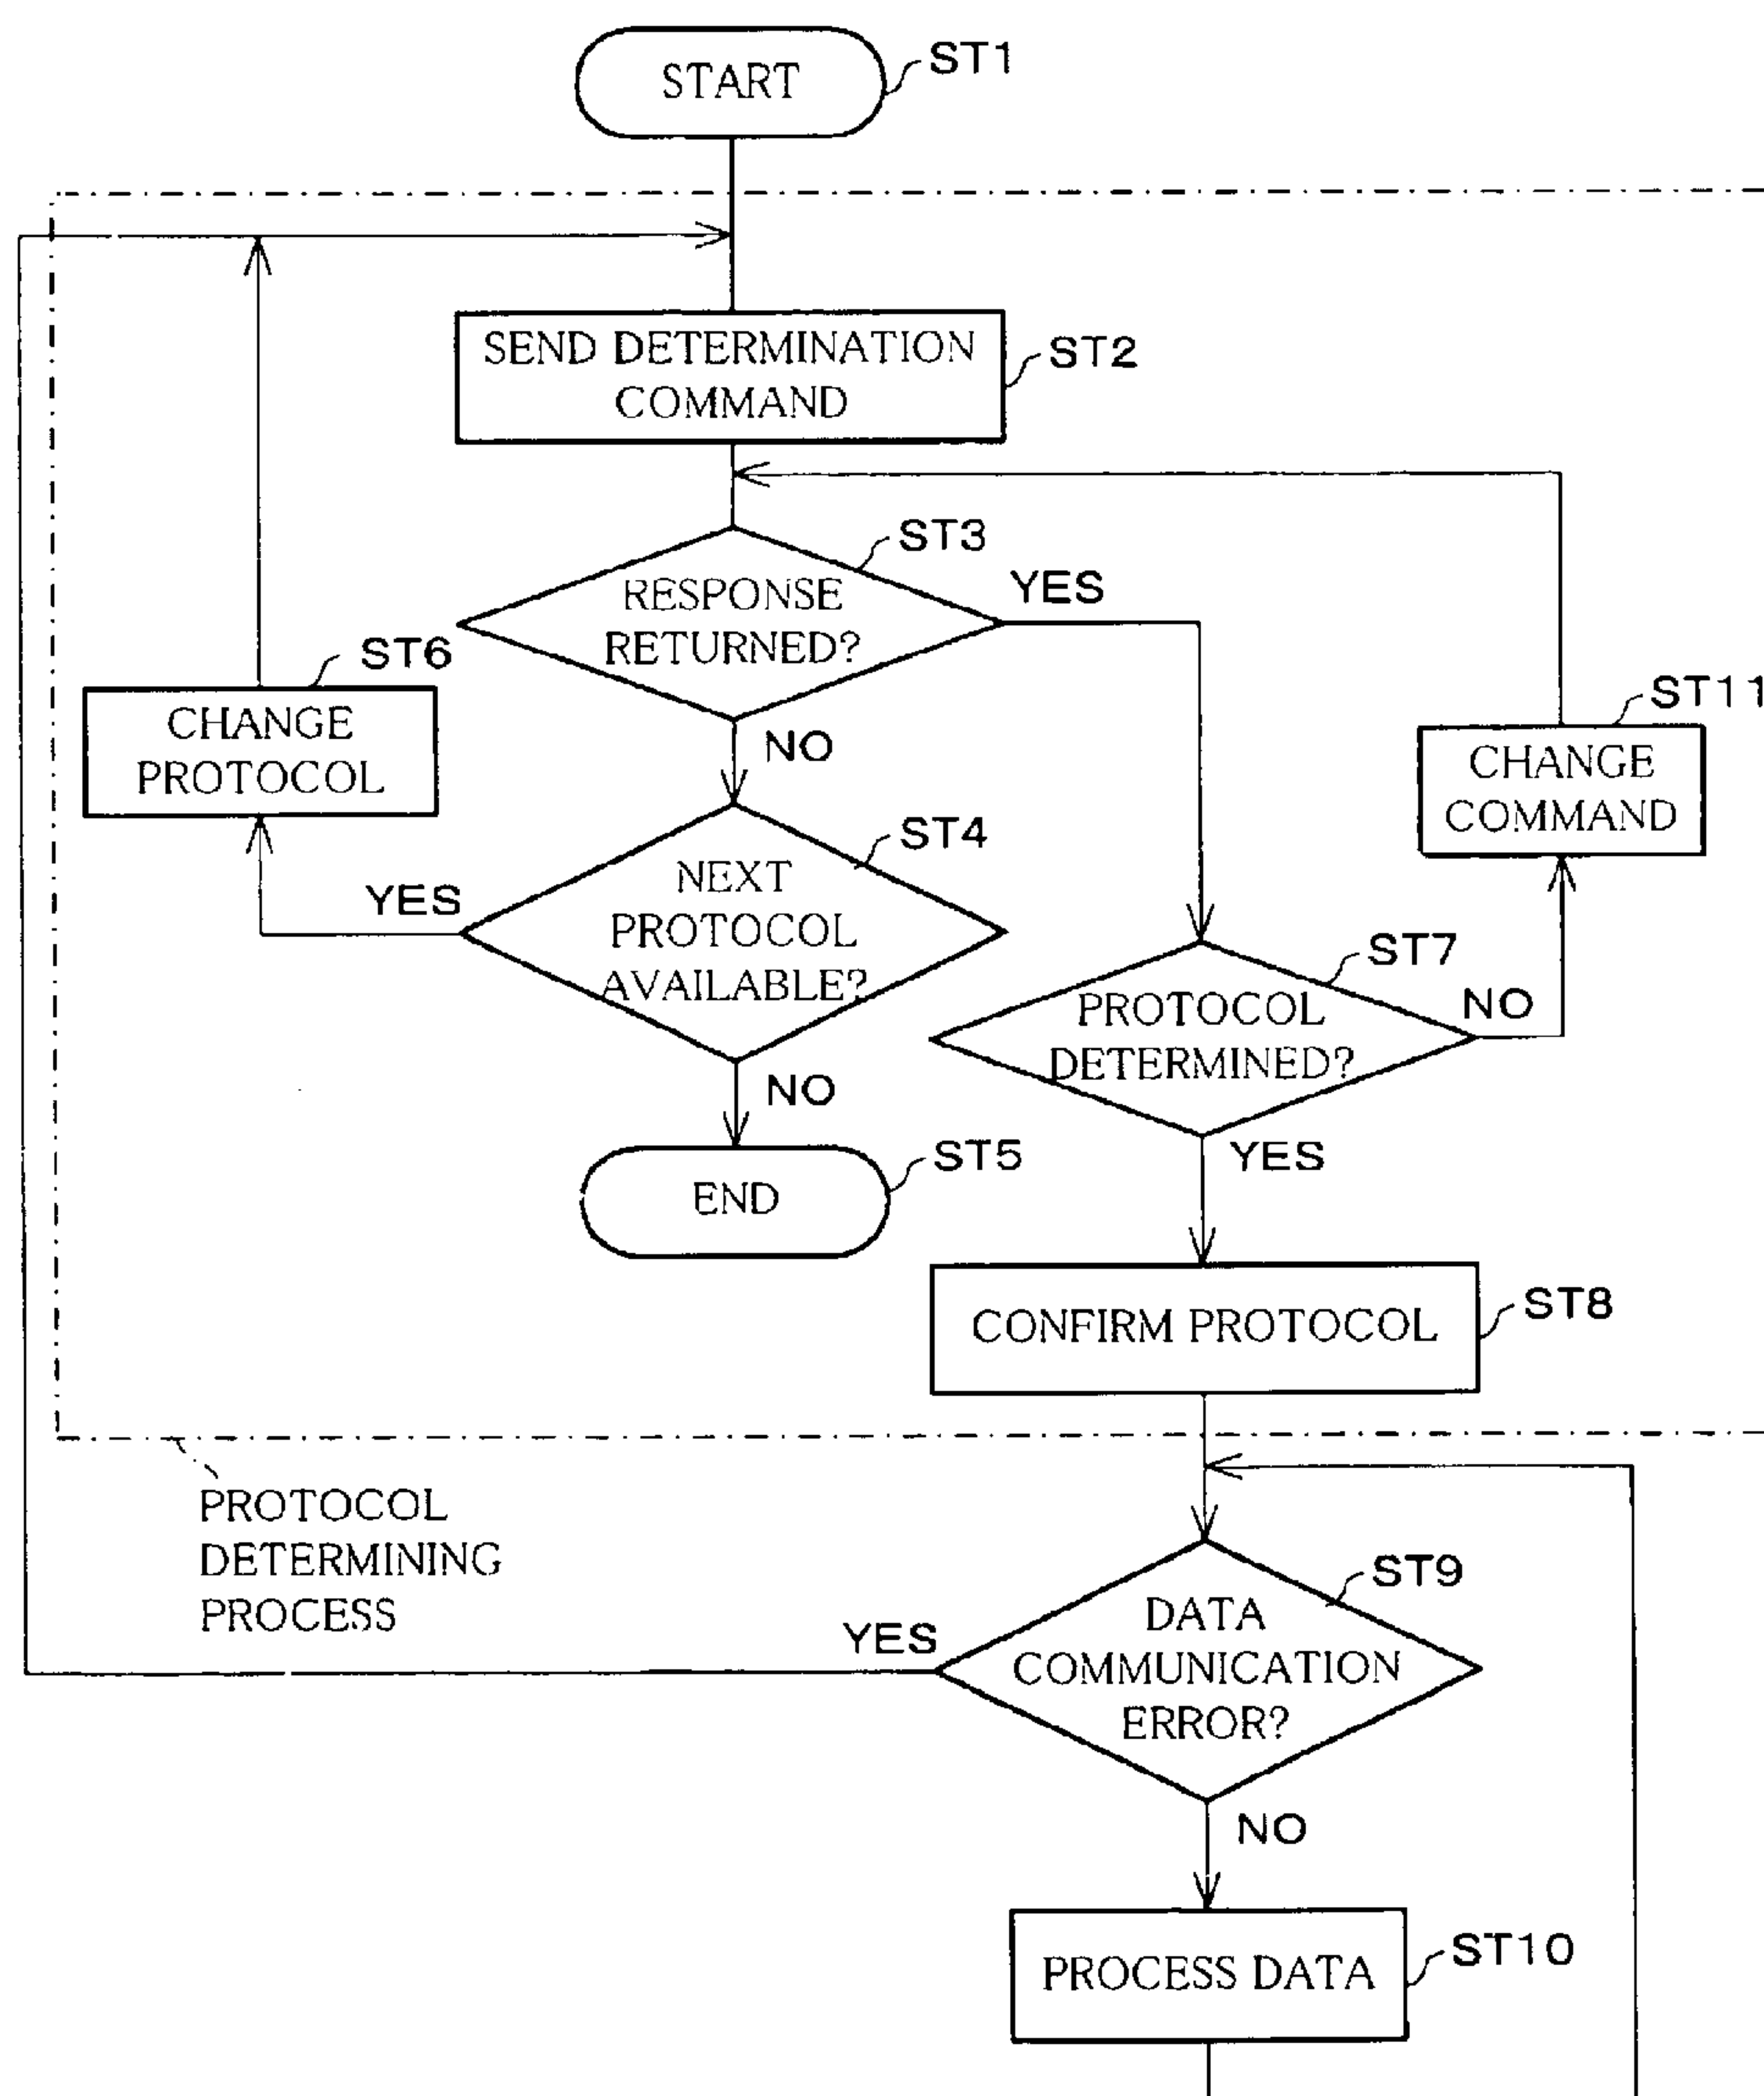 START
ST1
SEND DETERMINATION
COMMAND
ST2
RESPONSE
RETURNED?
ST3
YES
NO
CHANGE
PROTOCOL
ST6
CHANGE
COMMAND
ST11
NEXT
PROTOCOL
AVAILABLE?
ST4
YES
NO
PROTOCOL
DETERMINED?
ST7
NO
YES
END
ST5
CONFIRM PROTOCOL
ST8
PROTOCOL
DETERMINING
PROCESS
DATA
COMMUNICATION
ERROR?
ST9
YES
NO
PROCESS DATA
ST10